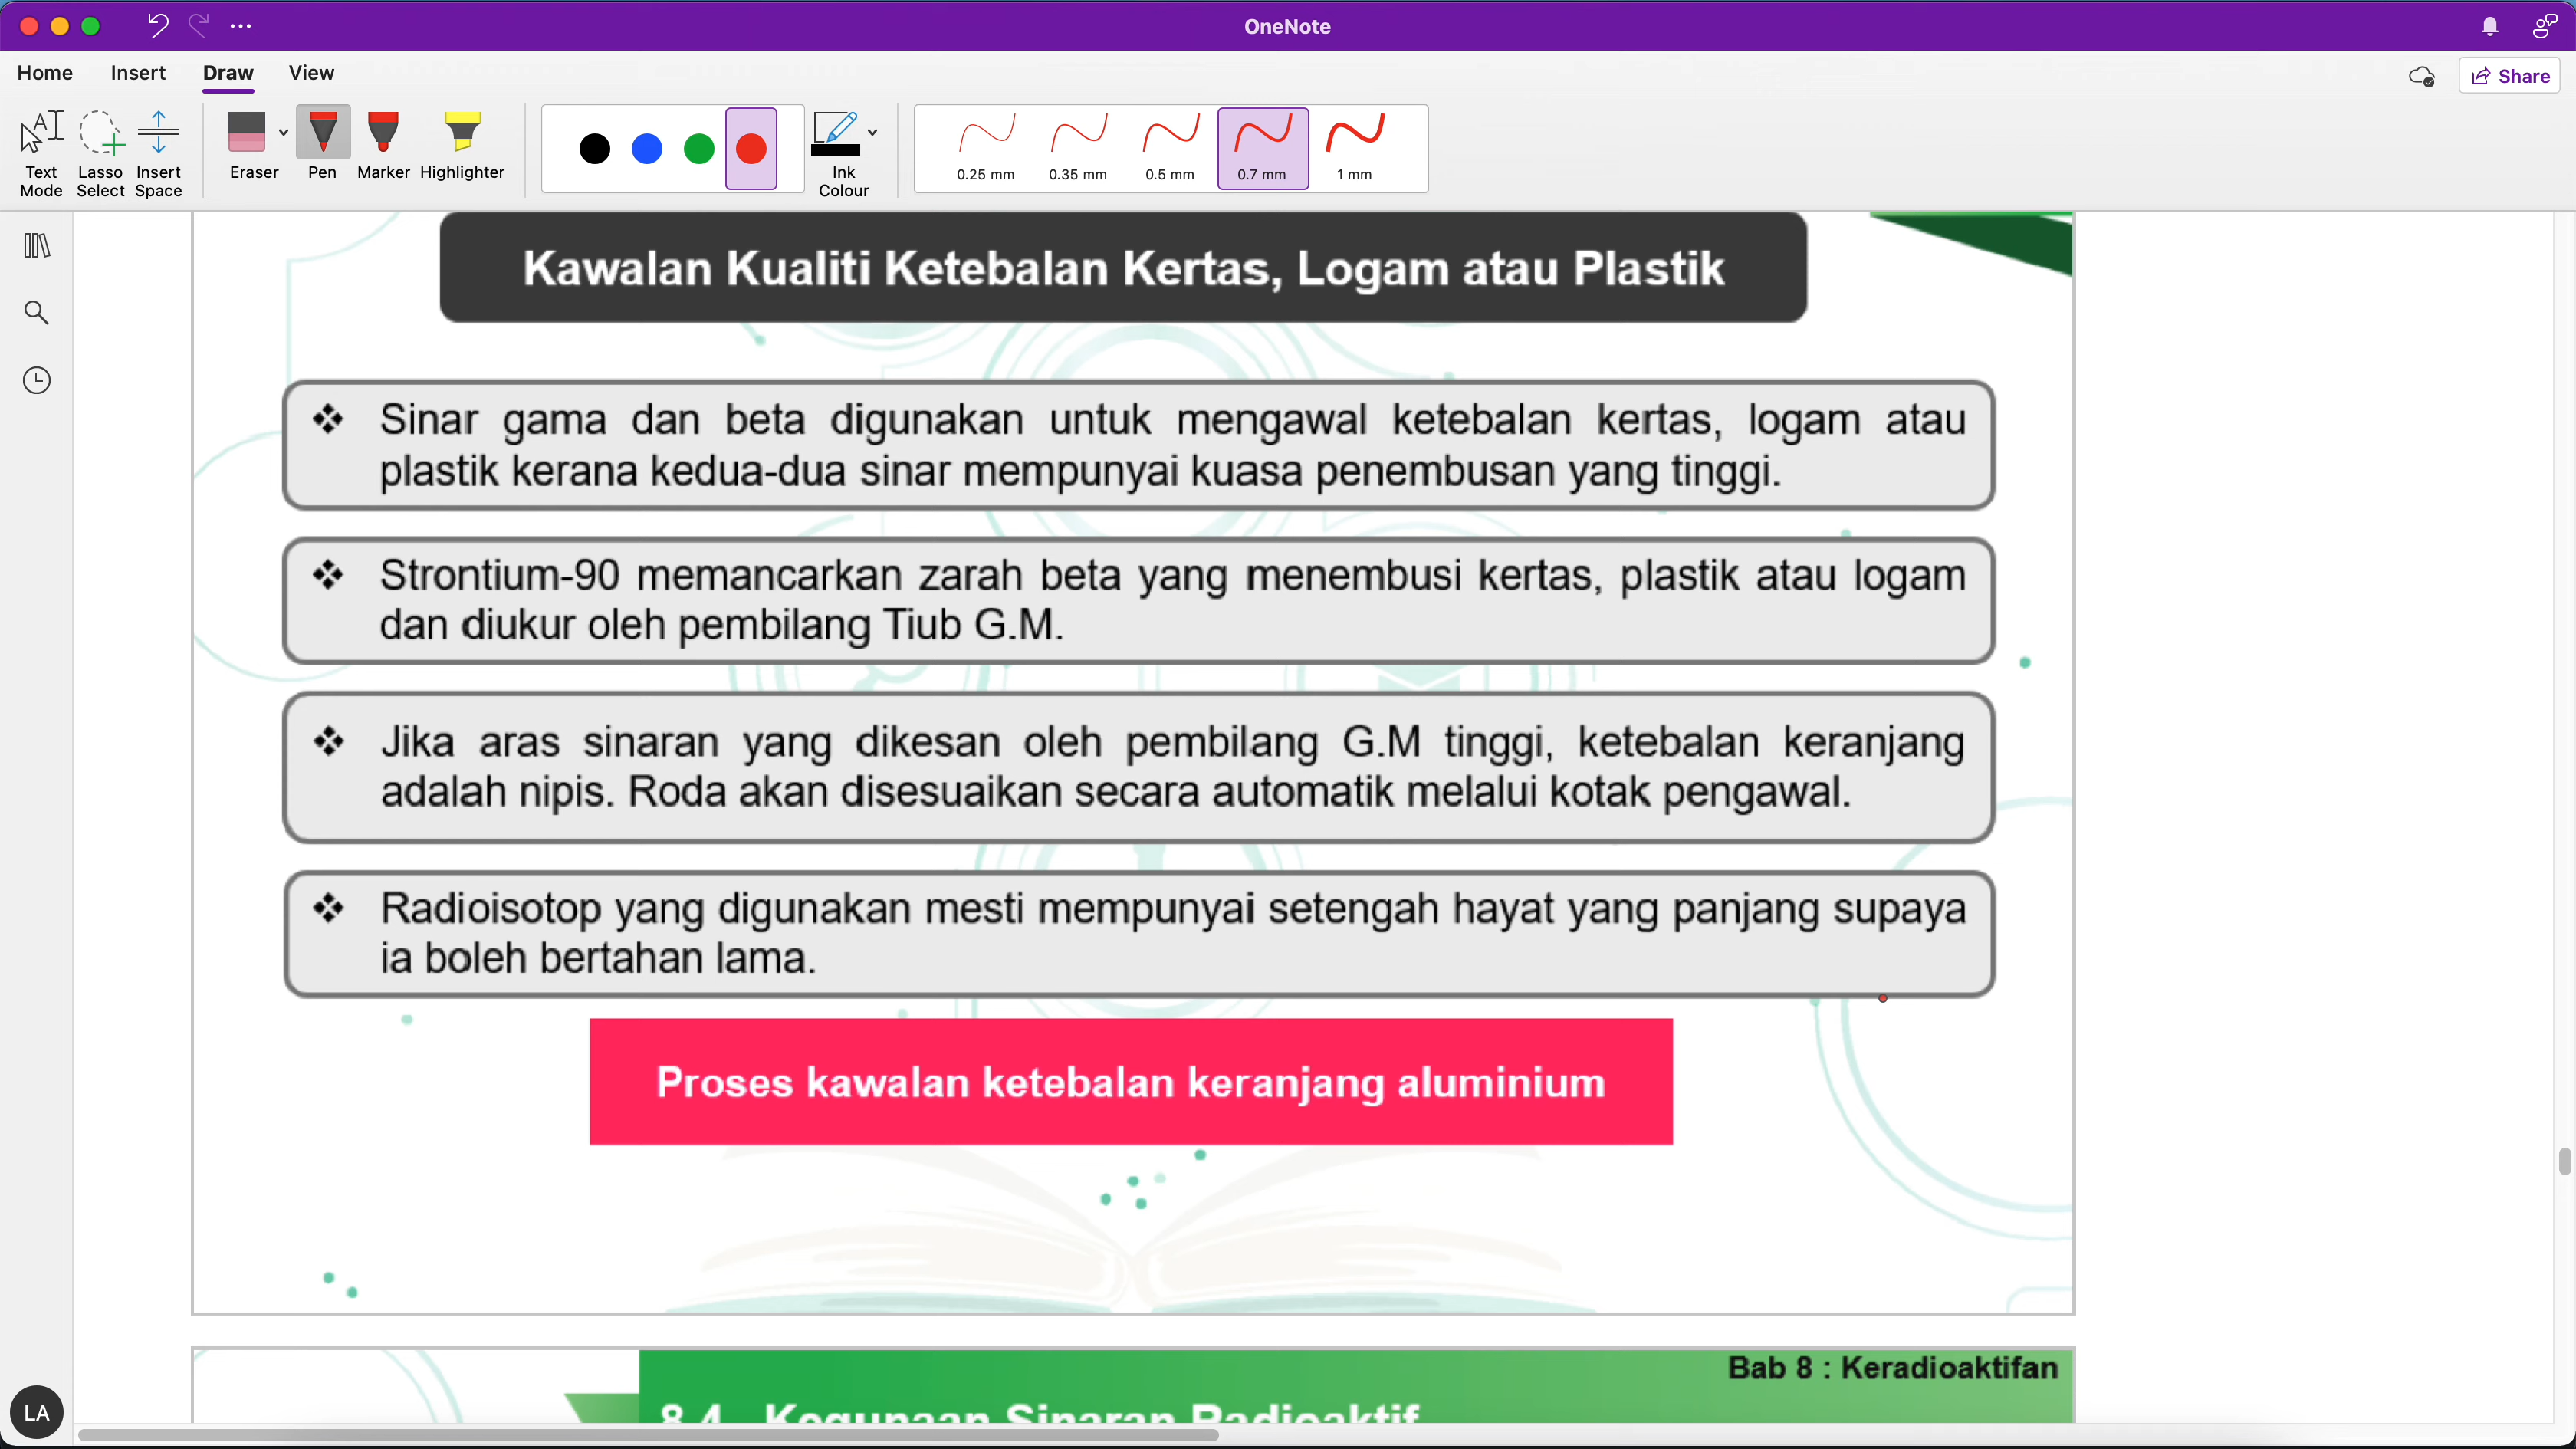 OneNote
Home Insert Draw View
Share
Text Mode
Lasso Select
Insert Space
Eraser
Pen
Marker
Highlighter
Ink Colour
0.25 mm
0.35 mm
0.5 mm
0.7 mm
1 mm
Kawalan Kualiti Ketebalan Kertas, Logam atau Plastik
❖ Sinar gama dan beta digunakan untuk mengawal ketebalan kertas, logam atau
plastik kerana kedua-dua sinar mempunyai kuasa penembusan yang tinggi.
❖ Strontium-90 memancarkan zarah beta yang menembusi kertas, plastik atau logam
dan diukur oleh pembilang Tiub G.M.
❖ Jika aras sinaran yang dikesan oleh pembilang G.M tinggi, ketebalan keranjang
adalah nipis. Roda akan disesuaikan secara automatik melalui kotak pengawal.
❖ Radioisotop yang digunakan mesti mempunyai setengah hayat yang panjang supaya
ia boleh bertahan lama.
Proses kawalan ketebalan keranjang aluminium
Bab 8 : Keradioaktifan
8.4 Kegunaan Sinaran Radioaktif
LA